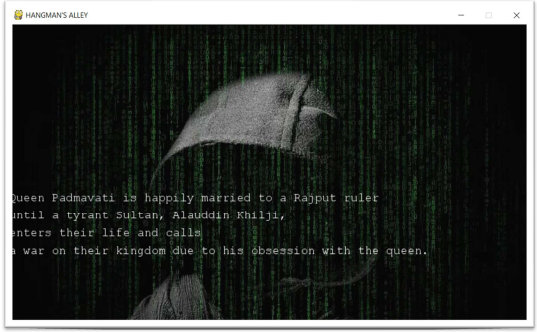 HANGMAN'S ALLEY
Queen Padmavati is happily married to a Rajput ruler
until a tyrant Sultan, Alauddin Khilji,
enters their life and calls
a war on their kingdom due to his obsession with the queen.